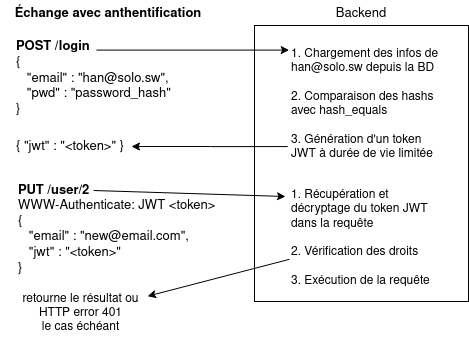 Échange avec anthentification
Backend
POST /login
{
"email" : "han@solo.sw",
"pwd" : "password_hash"
}
1. Chargement des infos de
han@solo.sw depuis la BD
2. Comparaison des hashs
avec hash_equals
3. Génération d'un token
JWT à durée de vie limitée
{ "jwt" : "<token>" }
PUT /user/2
WWW-Authenticate: JWT <token>
{
"email" : "new@email.com",
"jwt" : "<token>"
}
1. Récupération et
décryptage du token JWT
dans la requête
2. Vérification des droits
3. Exécution de la requête
retourne le résultat ou
HTTP error 401
le cas échéant